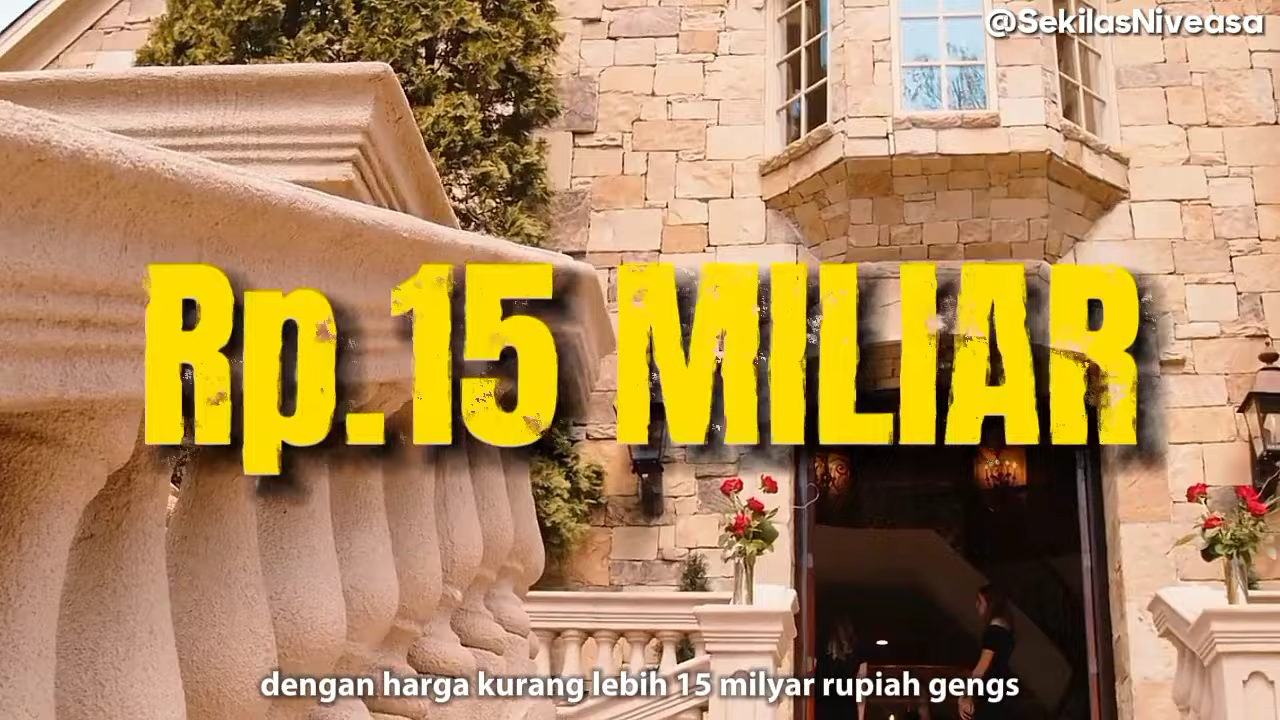 @SekilasNiveasa
Rp.15 MILIAR
dengan harga kurang lebih 15 milyar rupiah gengs